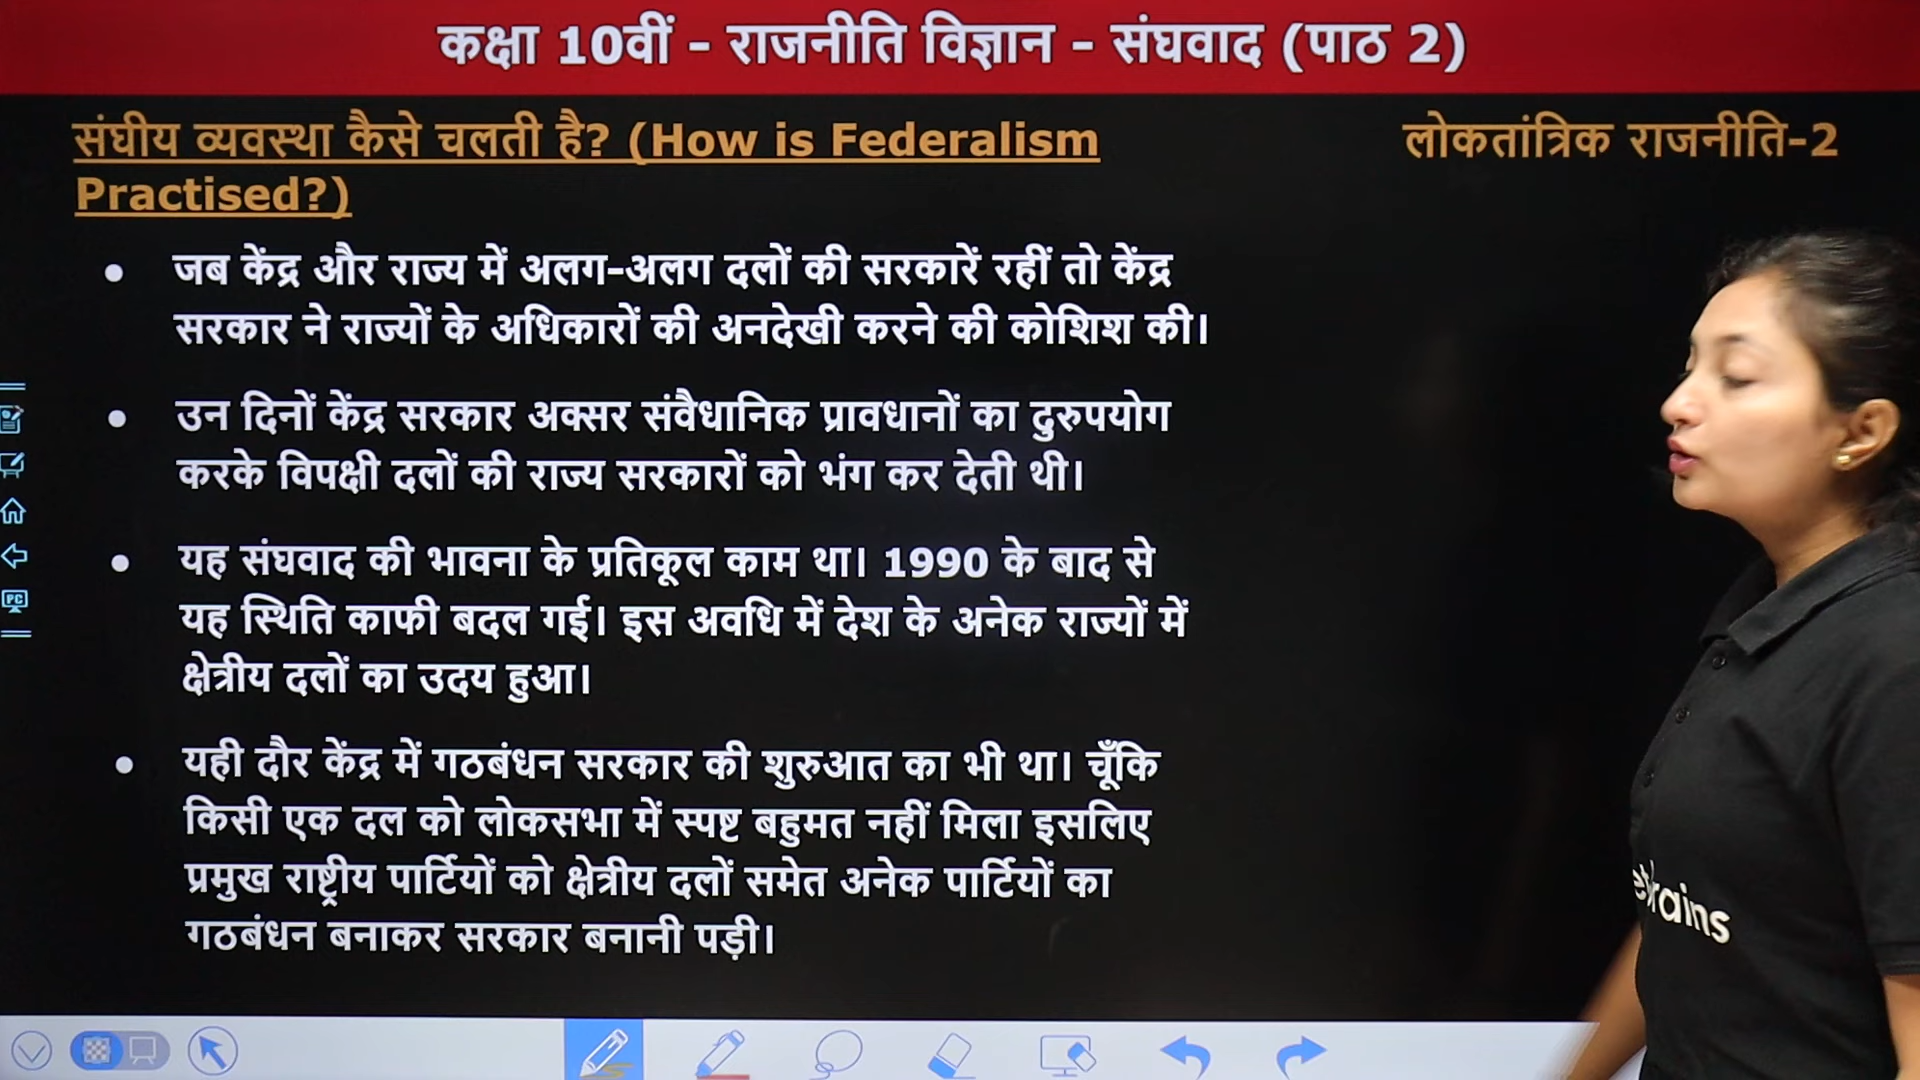 कक्षा 10वीं - राजनीति विज्ञान - संघवाद (पाठ 2)
संघीय व्यवस्था कैसे चलती है? (How is Federalism
Practised?)
लोकतांत्रिक राजनीति-2
• जब केंद्र और राज्य में अलग-अलग दलों की सरकारें रहीं तो केंद्र
सरकार ने राज्यों के अधिकारों की अनदेखी करने की कोशिश की।
• उन दिनों केंद्र सरकार अक्सर संवैधानिक प्रावधानों का दुरुपयोग
करके विपक्षी दलों की राज्य सरकारों को भंग कर देती थी।
• यह संघवाद की भावना के प्रतिकूल काम था। 1990 के बाद से
यह स्थिति काफी बदल गई। इस अवधि में देश के अनेक राज्यों में
क्षेत्रीय दलों का उदय हुआ।
• यही दौर केंद्र में गठबंधन सरकार की शुरुआत का भी था। चूँकि
किसी एक दल को लोकसभा में स्पष्ट बहुमत नहीं मिला इसलिए
प्रमुख राष्ट्रीय पार्टियों को क्षेत्रीय दलों समेत अनेक पार्टियों का
गठबंधन बनाकर सरकार बनानी पड़ी।
PC